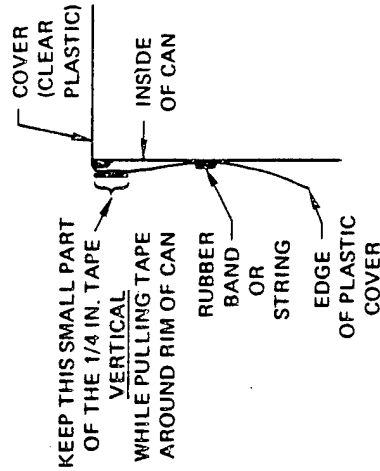 COVER
(CLEAR
PLASTIC)
KEEP THIS SMALL PART
OF THE 1/4 IN. TAPE
VERTICAL
WHILE PULLING TAPE
AROUND RIM OF CAN
INSIDE
OF CAN
RUBBER
BAND
OR
STRING
EDGE
OF PLASTIC
COVER